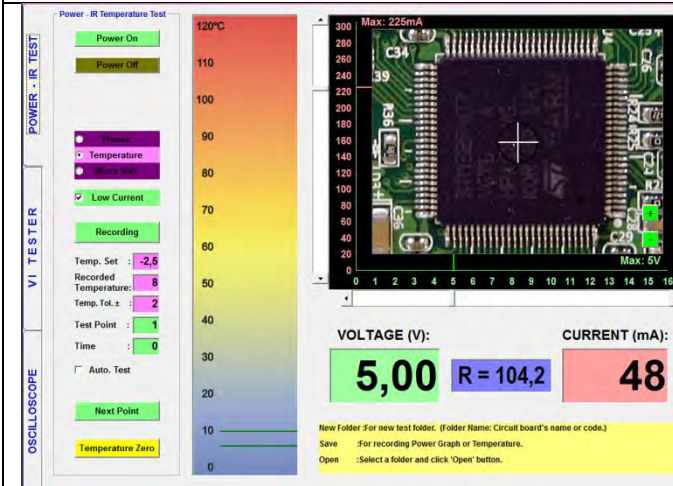 Power - IR Temperature Test
POWER - IR TEST
VI TESTER
OSCILLOSCOPE
Power On
Power Off
Power
Temperature
Low Current
Recording
Temp. Set : -2,5
Recorded Temperature: 8
Temp. Tol. ± : 2
Test Point : 1
Time : 0
Auto. Test
Next Point
Temperature Zero
120°C
110
100
90
80
70
60
50
40
30
20
10
0
Max: 225mA
300
280
260
240
220
200
180
160
140
120
100
80
60
40
20
0
C34
39
R36
C36
R24
R25
+
-
Max: 5V
0 1 2 3 4 5 6 7 8 9 10 11 12 13 14 15 16
VOLTAGE (V):
5,00
R = 104,2
CURRENT (mA):
48
New Folder :For new test folder. (Folder Name: Circuit board's name or code.)
Save :For recording Power Graph or Temperature.
Open :Select a folder and click 'Open' button.